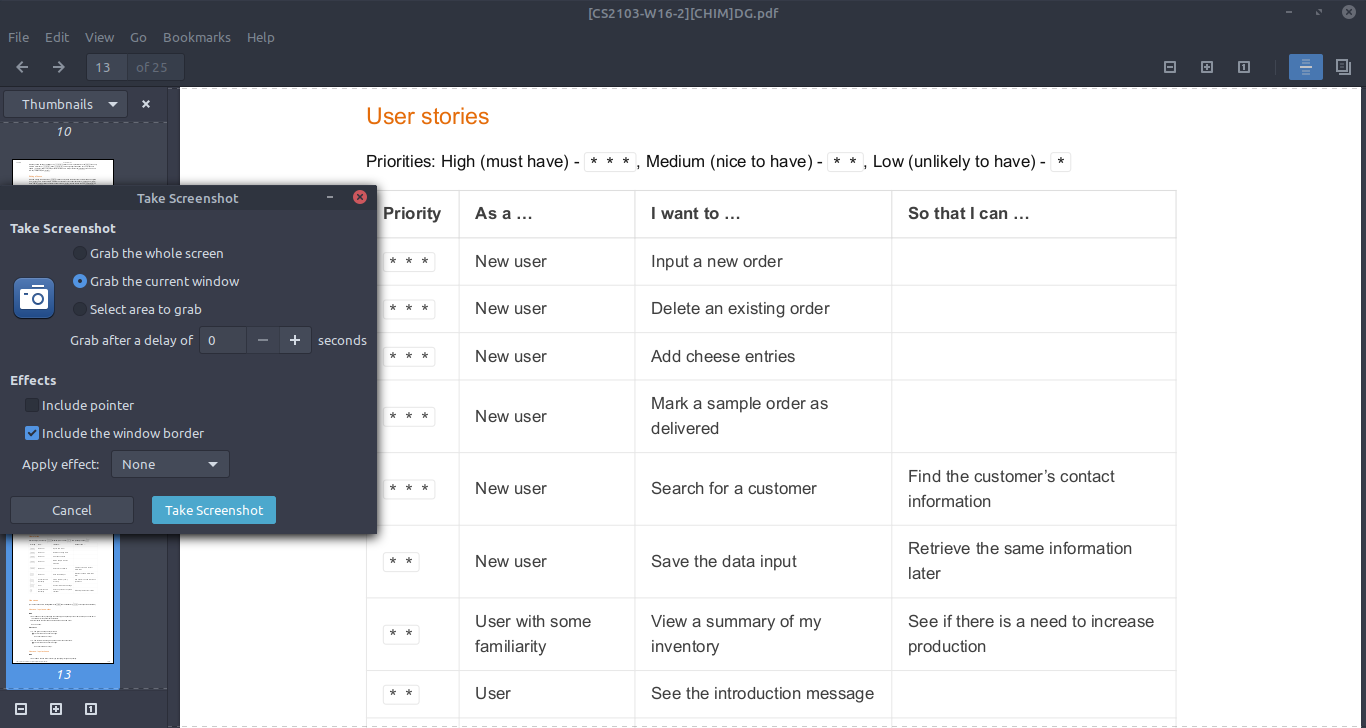 [CS2103-W16-2][CHIM]DG.pdf
File Edit View Go Bookmarks Help
13 of 25
Thumbnails
10
Take Screenshot
Take Screenshot
Grab the whole screen
Grab the current window
Select area to grab
Grab after a delay of 0 seconds
Effects
Include pointer
Include the window border
Apply effect: None
Cancel Take Screenshot
13
User stories
Priorities: High (must have) - * * *, Medium (nice to have) - * *, Low (unlikely to have) - *
Priority As a … I want to … So that I can …
* * * New user Input a new order
* * * New user Delete an existing order
* * * New user Add cheese entries
* * * New user Mark a sample order as
delivered
* * * New user Search for a customer Find the customer’s contact
information
* * New user Save the data input Retrieve the same information
later
* * User with some View a summary of my See if there is a need to increase
familiarity inventory production
* * User See the introduction message